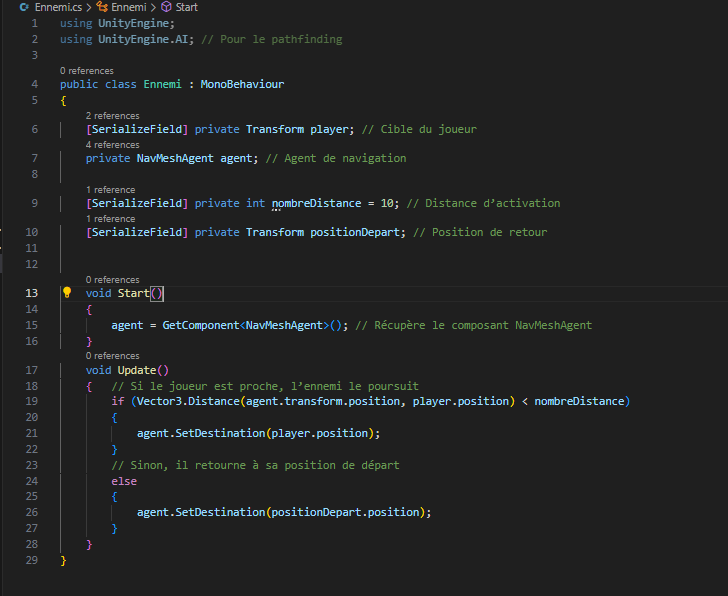 Ennemi.cs > Ennemi > Start
1 using UnityEngine;
2 using UnityEngine.AI; // Pour le pathfinding
3
0 references
4 public class Ennemi : MonoBehaviour
5 {
2 references
6 [SerializeField] private Transform player; // Cible du joueur
4 references
7 private NavMeshAgent agent; // Agent de navigation
8
1 reference
9 [SerializeField] private int nombreDistance = 10; // Distance d’activation
1 reference
10 [SerializeField] private Transform positionDepart; // Position de retour
11
12
0 references
13 void Start()
14 {
15 agent = GetComponent<NavMeshAgent>(); // Récupère le composant NavMeshAgent
16 }
0 references
17 void Update()
18 { // Si le joueur est proche, l’ennemi le poursuit
19 if (Vector3.Distance(agent.transform.position, player.position) < nombreDistance)
20 {
21 agent.SetDestination(player.position);
22 }
23 // Sinon, il retourne à sa position de départ
24 else
25 {
26 agent.SetDestination(positionDepart.position);
27 }
28 }
29 }